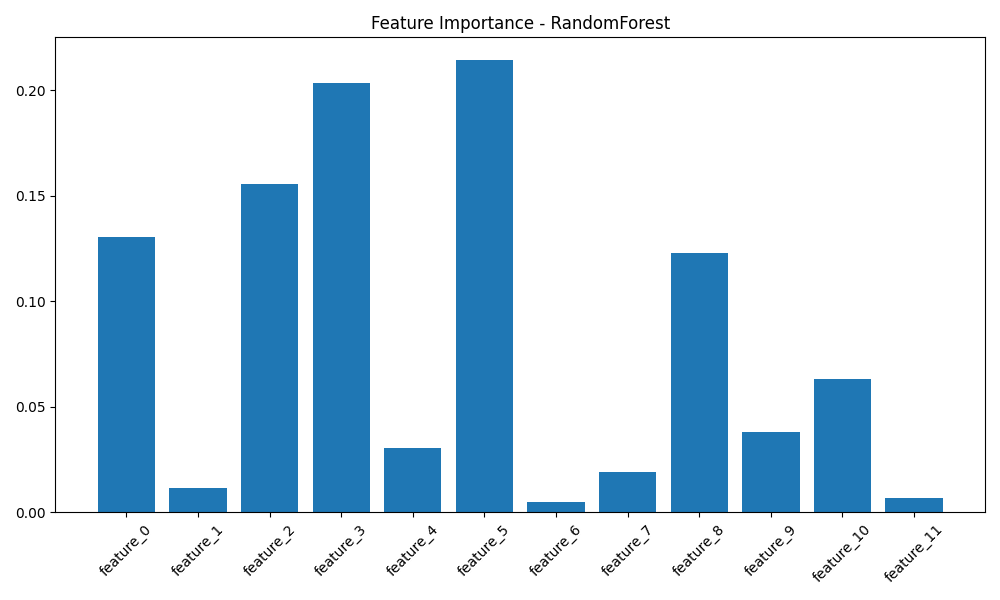 Feature Importance - RandomForest
0.20
0.15
0.10
0.05
0.00
feature_0
feature_1
feature_2
feature_3
feature_4
feature_5
feature_6
feature_7
feature_8
feature_9
feature_10
feature_11